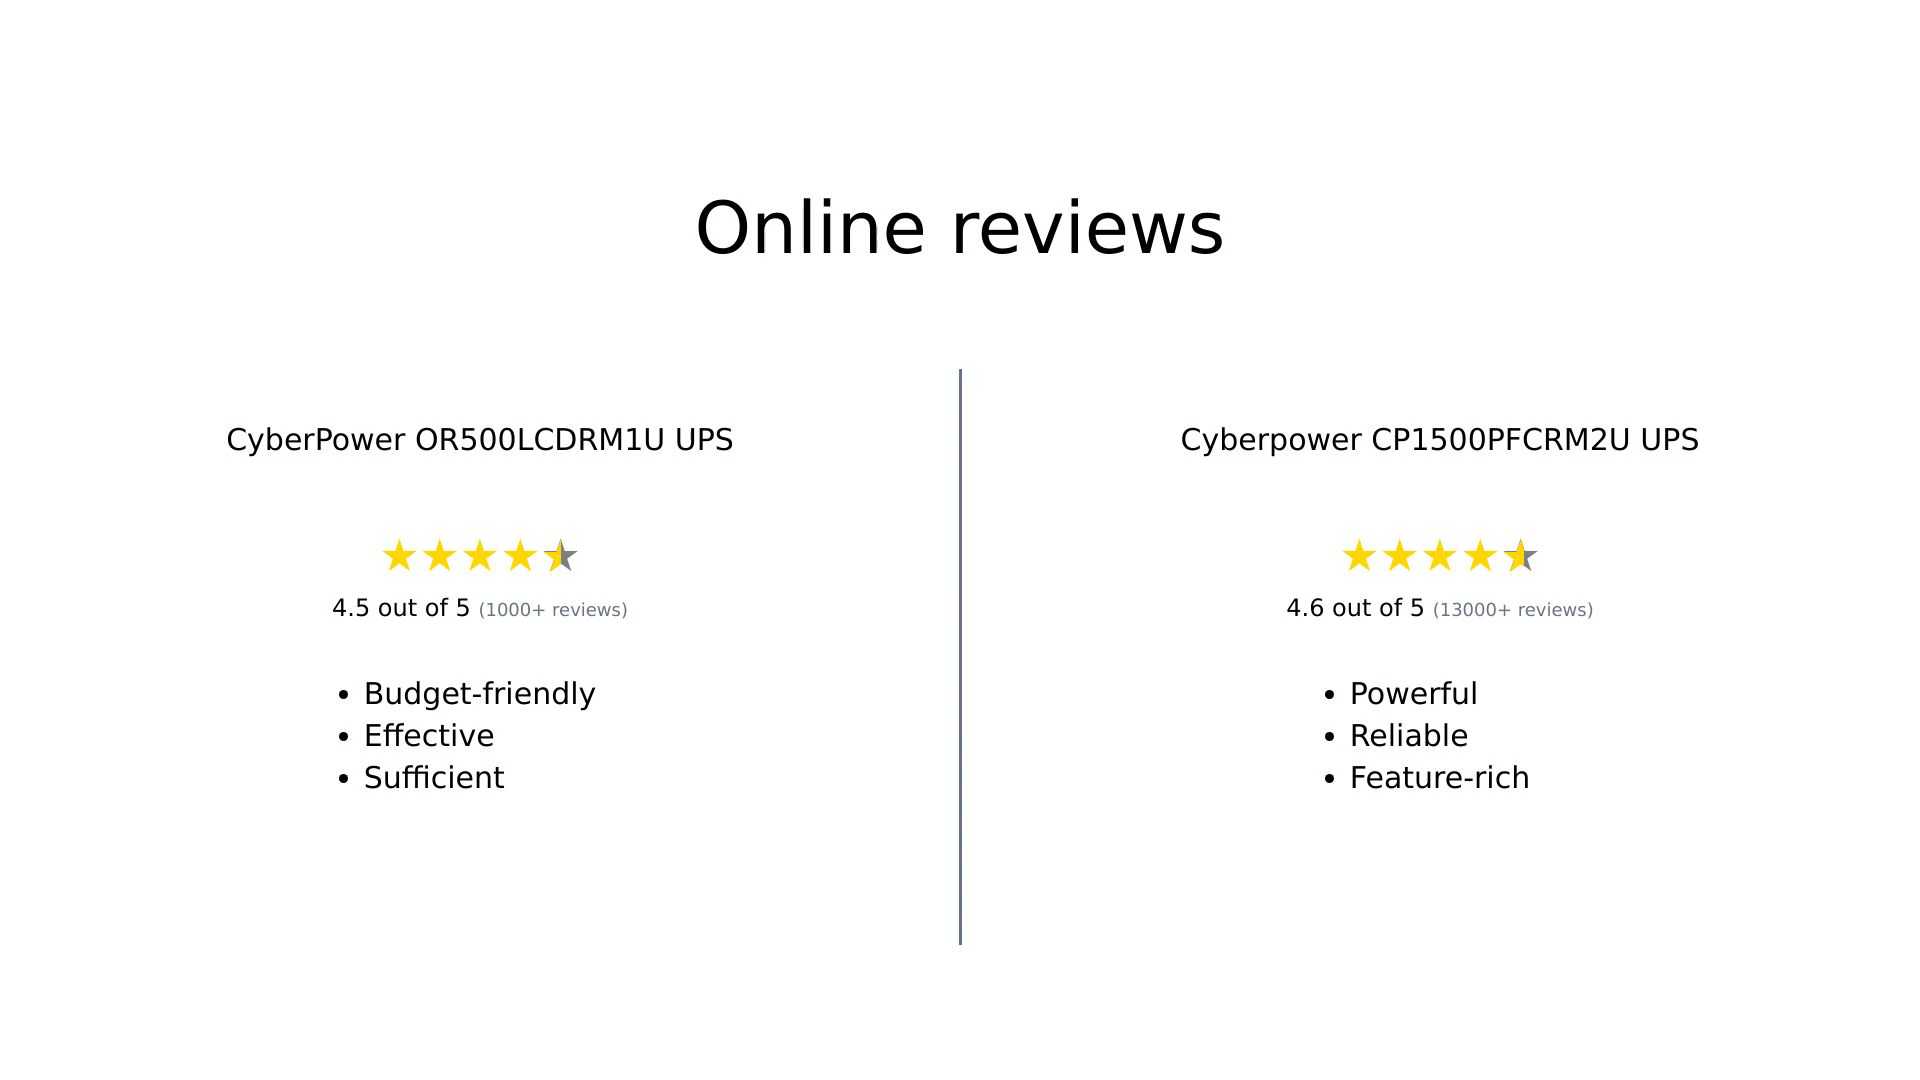 Online reviews
CyberPower OR500LCDRM1U UPS
4.5 out of 5 (1000+ reviews)
• Budget-friendly
• Effective
• Sufficient
Cyberpower CP1500PFCRM2U UPS
4.6 out of 5 (13000+ reviews)
• Powerful
• Reliable
• Feature-rich